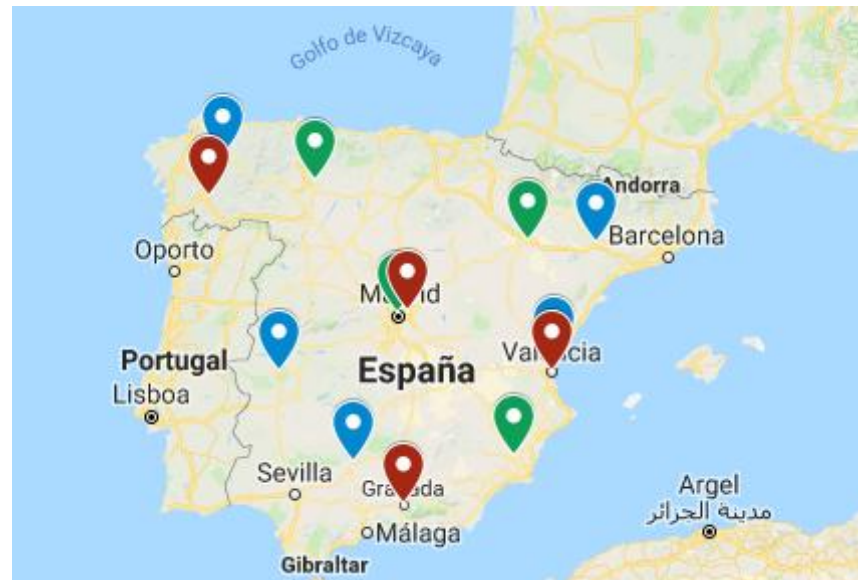 Golfo de Vizcaya
Andorra
Barcelona
Oporto
Portugal
España
Lisboa
Sevilla
Málaga
Gibraltar
Argel
مدينة الجزائر